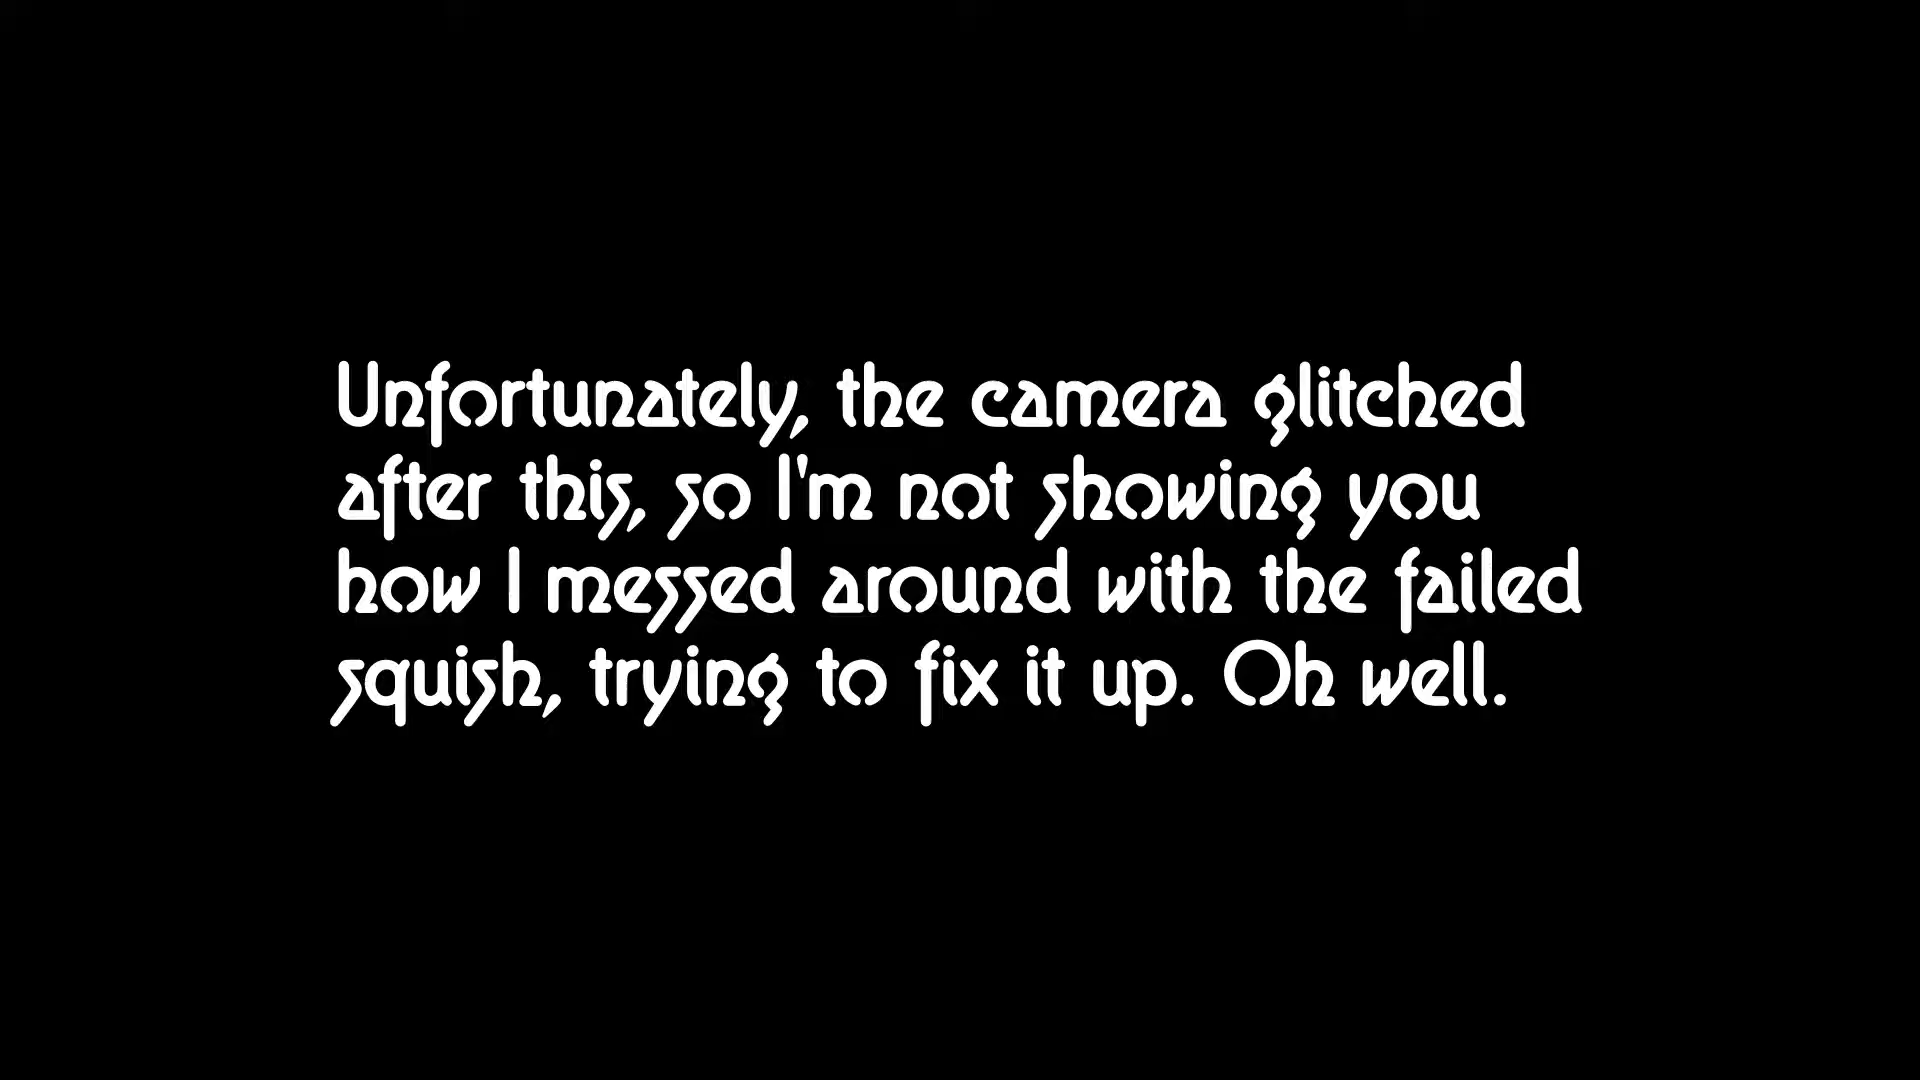 Unfortunately, the camera glitched
after this, so I'm not showing you
how I messed around with the failed
squish, trying to fix it up. Oh well.